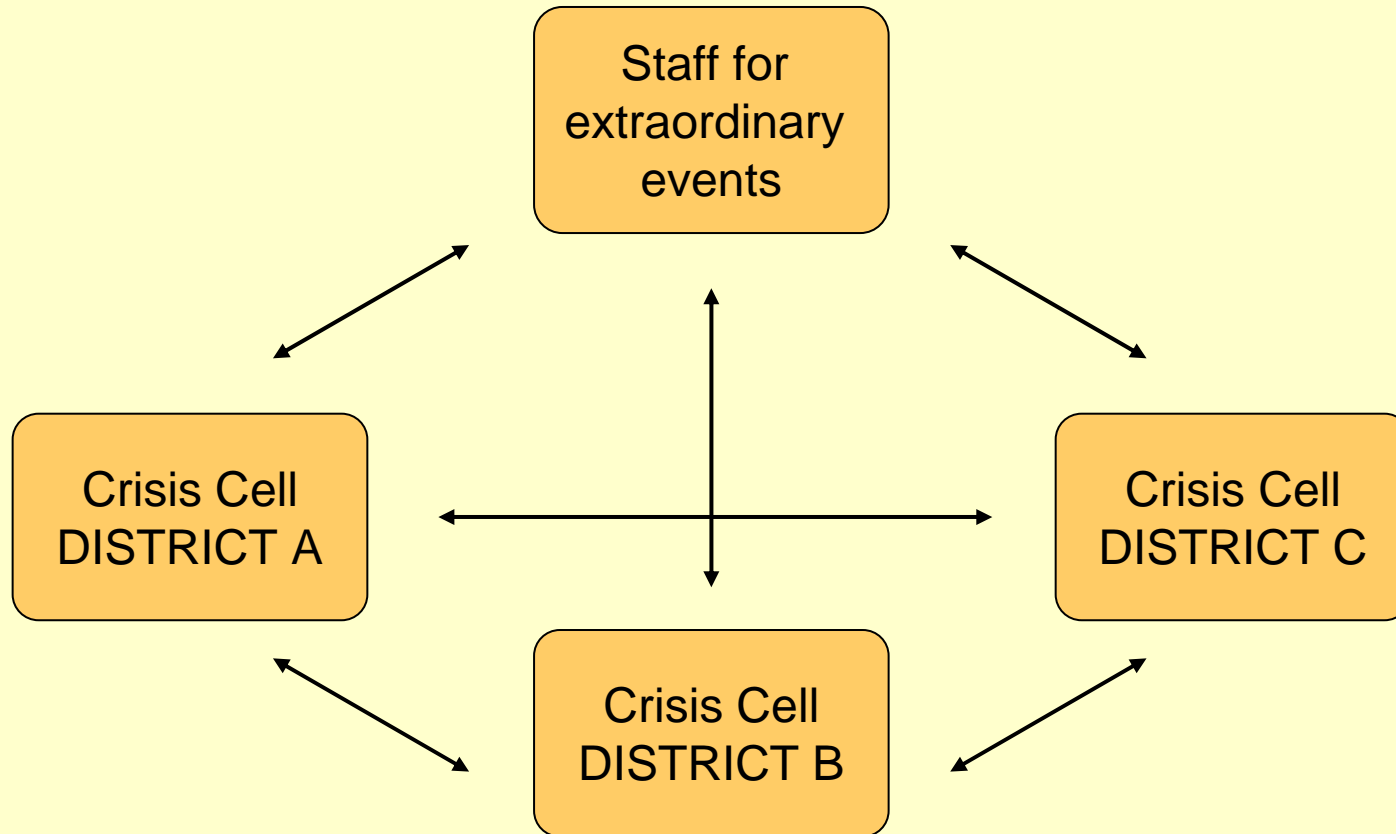 Staff for
extraordinary
events
Crisis Cell
DISTRICT A
Crisis Cell
DISTRICT C
Crisis Cell
DISTRICT B